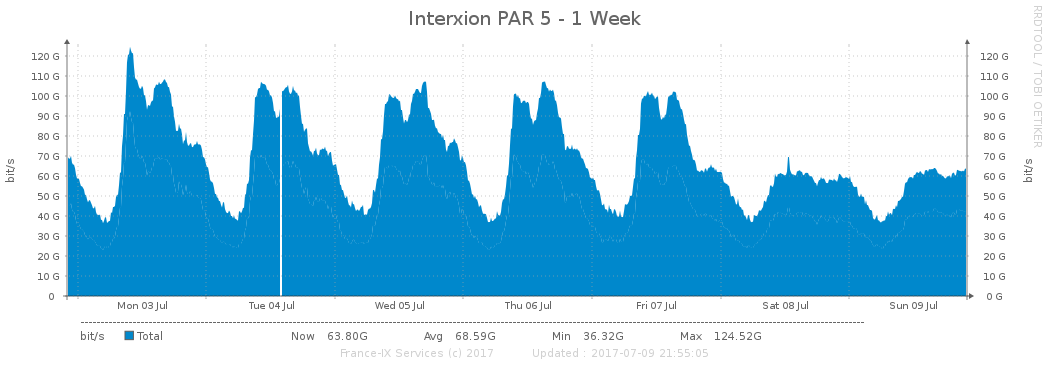 Interxion PAR 5 - 1 Week
RRDTOOL / TOBI OETIKER
bit/s
120 G
110 G
100 G
90 G
80 G
70 G
60 G
50 G
40 G
30 G
20 G
10 G
0
120 G
110 G
100 G
90 G
80 G
70 G
60 G
50 G
40 G
30 G
20 G
10 G
0 G
bit/s
Mon 03 Jul Tue 04 Jul Wed 05 Jul Thu 06 Jul Fri 07 Jul Sat 08 Jul Sun 09 Jul
bit/s Total Now 63.80G Avg 68.59G Min 36.32G Max 124.52G
France-IX Services (c) 2017 Updated : 2017-07-09 21:55:05